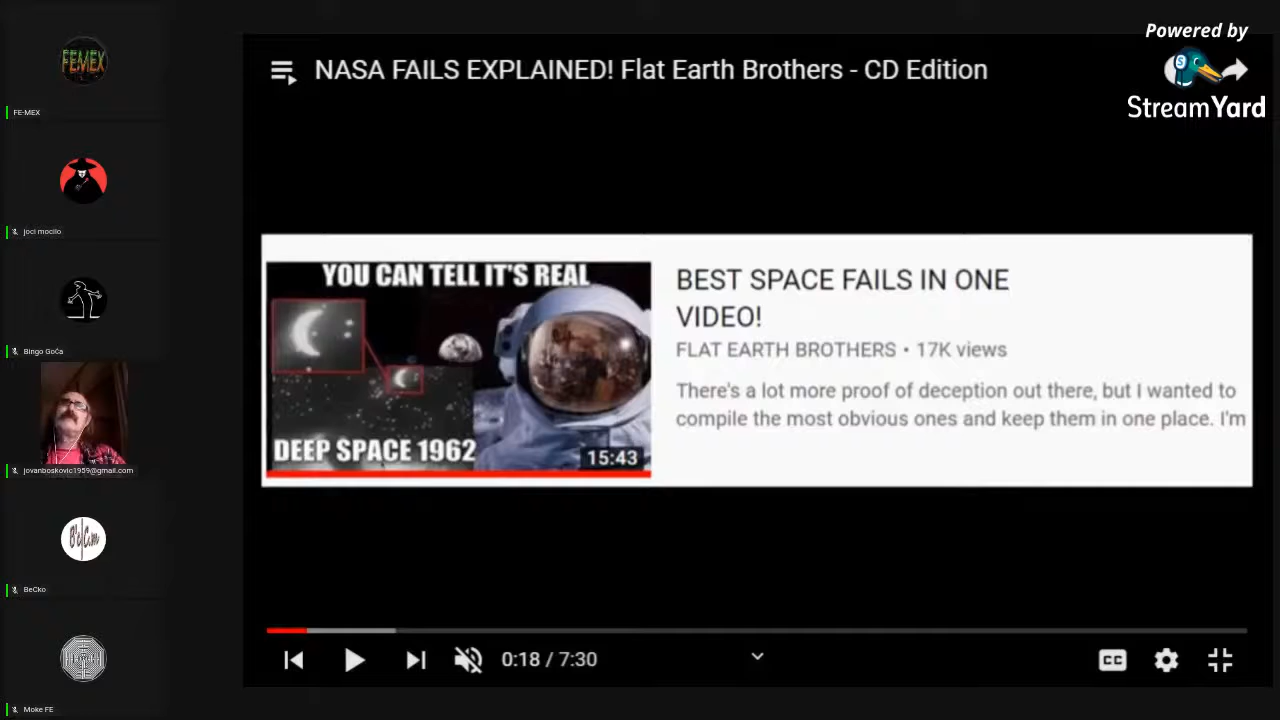 FEMEX
FE-MEX
joci mocilo
Bingo Goča
jovanboskovic1959@gmail.com
BeCko
Moke FE
Powered by
S
StreamYard
NASA FAILS EXPLAINED! Flat Earth Brothers - CD Edition
YOU CAN TELL IT'S REAL
DEEP SPACE 1962
15:43
BEST SPACE FAILS IN ONE
VIDEO!
FLAT EARTH BROTHERS • 17K views
There's a lot more proof of deception out there, but I wanted to
compile the most obvious ones and keep them in one place. I'm
0:18 / 7:30
CC